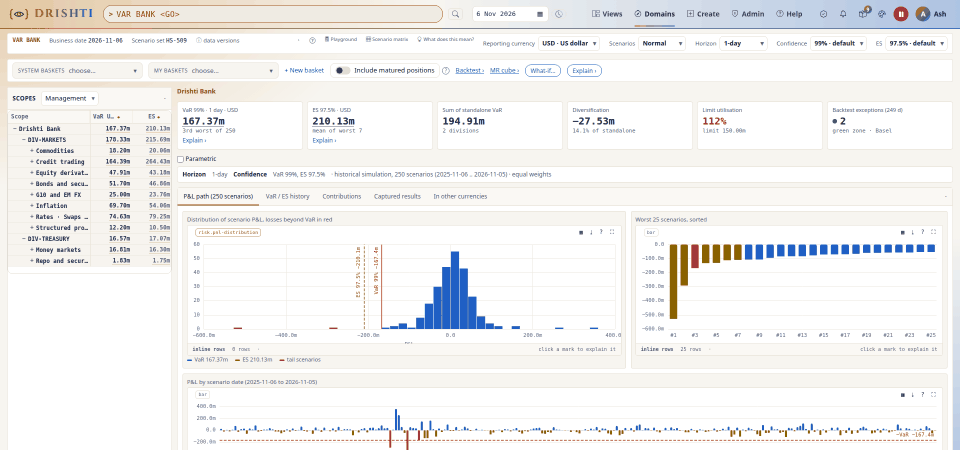 DRISHTI
> VAR BANK <GO>
6 Nov 2026
Views
Domains
Create
Admin
Help
Ash
VAR BANK Business date 2026-11-06 Scenario set HS-509 data versions
Playground Scenario matrix What does this mean?
Reporting currency USD · US dollar Scenarios Normal Horizon 1-day Confidence 99% · default ES 97.5% · default
SYSTEM BASKETS choose... MY BASKETS choose... + New basket Include matured positions Backtest › MR cube › What-if... Explain ›
SCOPES Management
Scope VaR U... ES
Drishti Bank 167.37m 210.13m
DIV-MARKETS 178.33m 215.69m
Commodities 18.20m 20.06m
Credit trading 164.39m 264.43m
Equity derivat... 47.91m 43.18m
Bonds and secu... 51.70m 46.86m
G10 and EM FX 25.00m 23.76m
Inflation 69.70m 54.06m
Rates · Swaps ... 74.63m 79.25m
Structured pro... 12.20m 10.50m
DIV-TREASURY 16.57m 17.07m
Money markets 16.81m 16.30m
Repo and secur... 1.83m 1.75m
Drishti Bank
VaR 99% · 1 day · USD
167.37m
3rd worst of 250
Explain ›
ES 97.5% · USD
210.13m
mean of worst 7
Explain ›
Sum of standalone VaR
194.91m
2 divisions
Diversification
−27.53m
14.1% of standalone
Limit utilisation
112%
limit 150.00m
Backtest exceptions (249 d)
2
green zone · Basel
Parametric
Horizon 1-day Confidence VaR 99%, ES 97.5% · historical simulation, 250 scenarios (2025-11-06 .. 2026-11-05) · equal weights
P&L path (250 scenarios) VaR / ES history Contributions Captured results In other currencies
Distribution of scenario P&L, losses beyond VaR in red
risk.pnl-distribution
60
50
40
30
20
10
0
ES 97.5% −210.1m
VaR 99% −167.4m
−600.0m −400.0m −200.0m 0.0 200.0m 400.0m
inline rows 0 rows · click a mark to explain it
VaR 167.37m ES 210.13m tail scenarios
Worst 25 scenarios, sorted
bar
0.0
−100.0m
−200.0m
−300.0m
−400.0m
−500.0m
−600.0m
#1 #3 #5 #7 #9 #11 #13 #15 #17 #19 #21 #23 #25
inline rows 25 rows · click a mark to explain it
P&L by scenario date (2025-11-06 to 2026-11-05)
bar
400.0m
200.0m
0.0
−200.0m
−VaR −167.4m